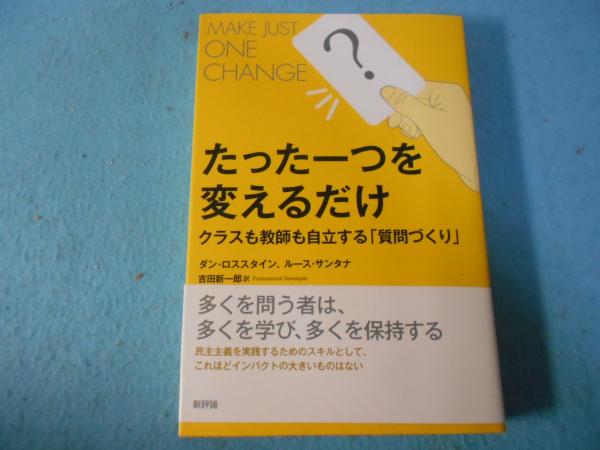 MAKE JUST
ONE
CHANGE
?
たった一つを
変えるだけ
クラスも教師も自立する「質問づくり」
ダン・ロススタイン、ルース・サンタナ
吉田新一郎 訳 Professional Developer
多くを問う者は、
多くを学び、多くを保持する
民主主義を実践するためのスキルとして、
これほどインパクトの大きいものはない
新評論